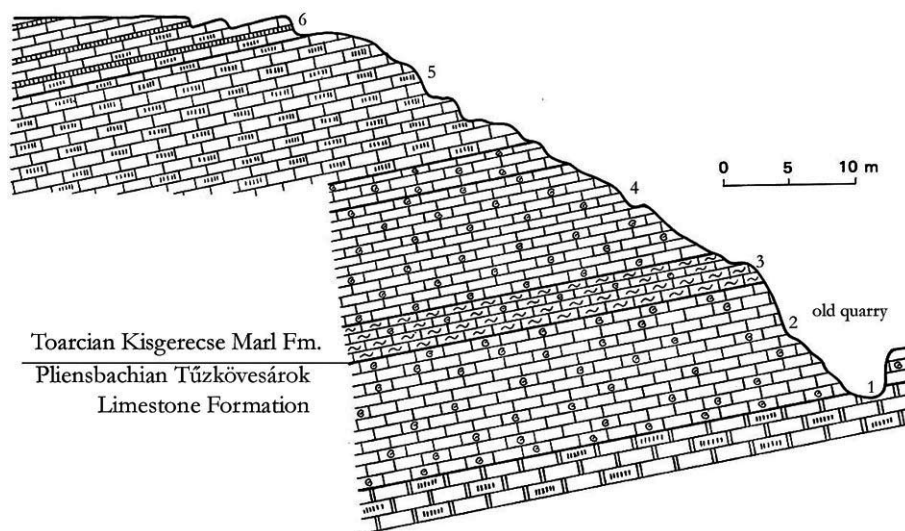 6
5
0 5 10 m
4
3
old quarry
2
Toarcian Kisgerecse Marl Fm.
Pliensbachian Tűzkövesárok
Limestone Formation
1